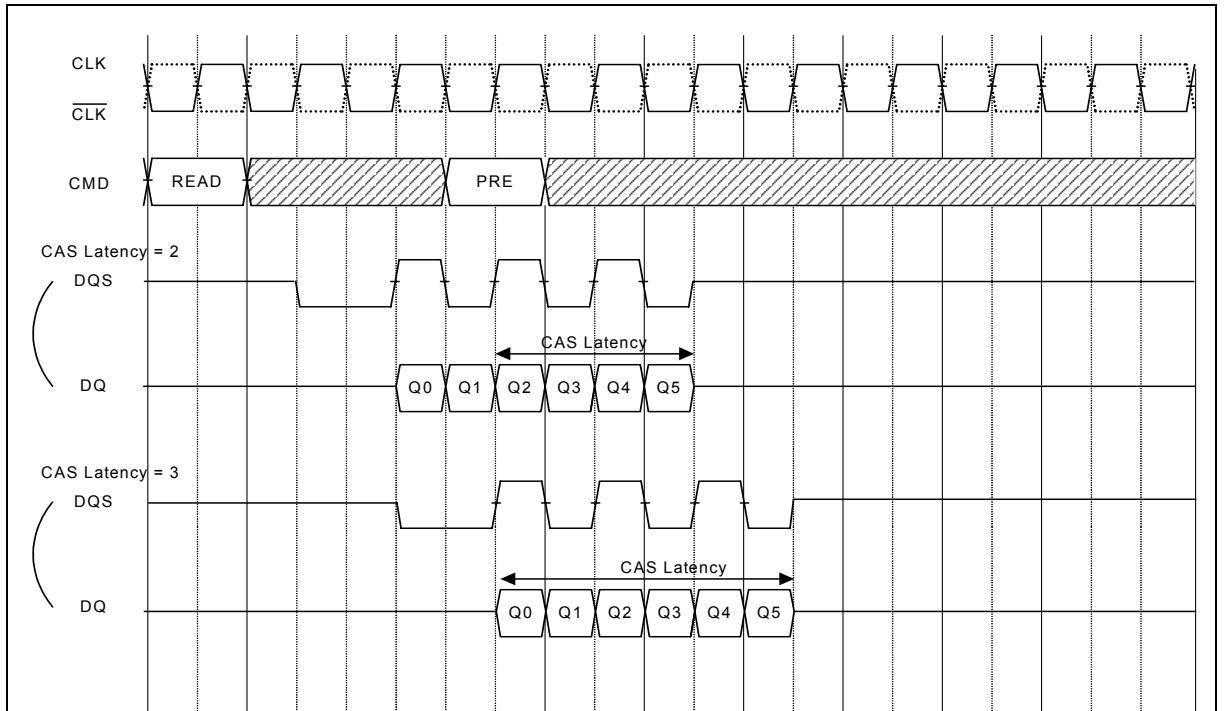 CLK
CLK
CMD READ PRE
CAS Latency = 2
DQS
CAS Latency
DQ Q0 Q1 Q2 Q3 Q4 Q5
CAS Latency = 3
DQS
CAS Latency
DQ Q0 Q1 Q2 Q3 Q4 Q5